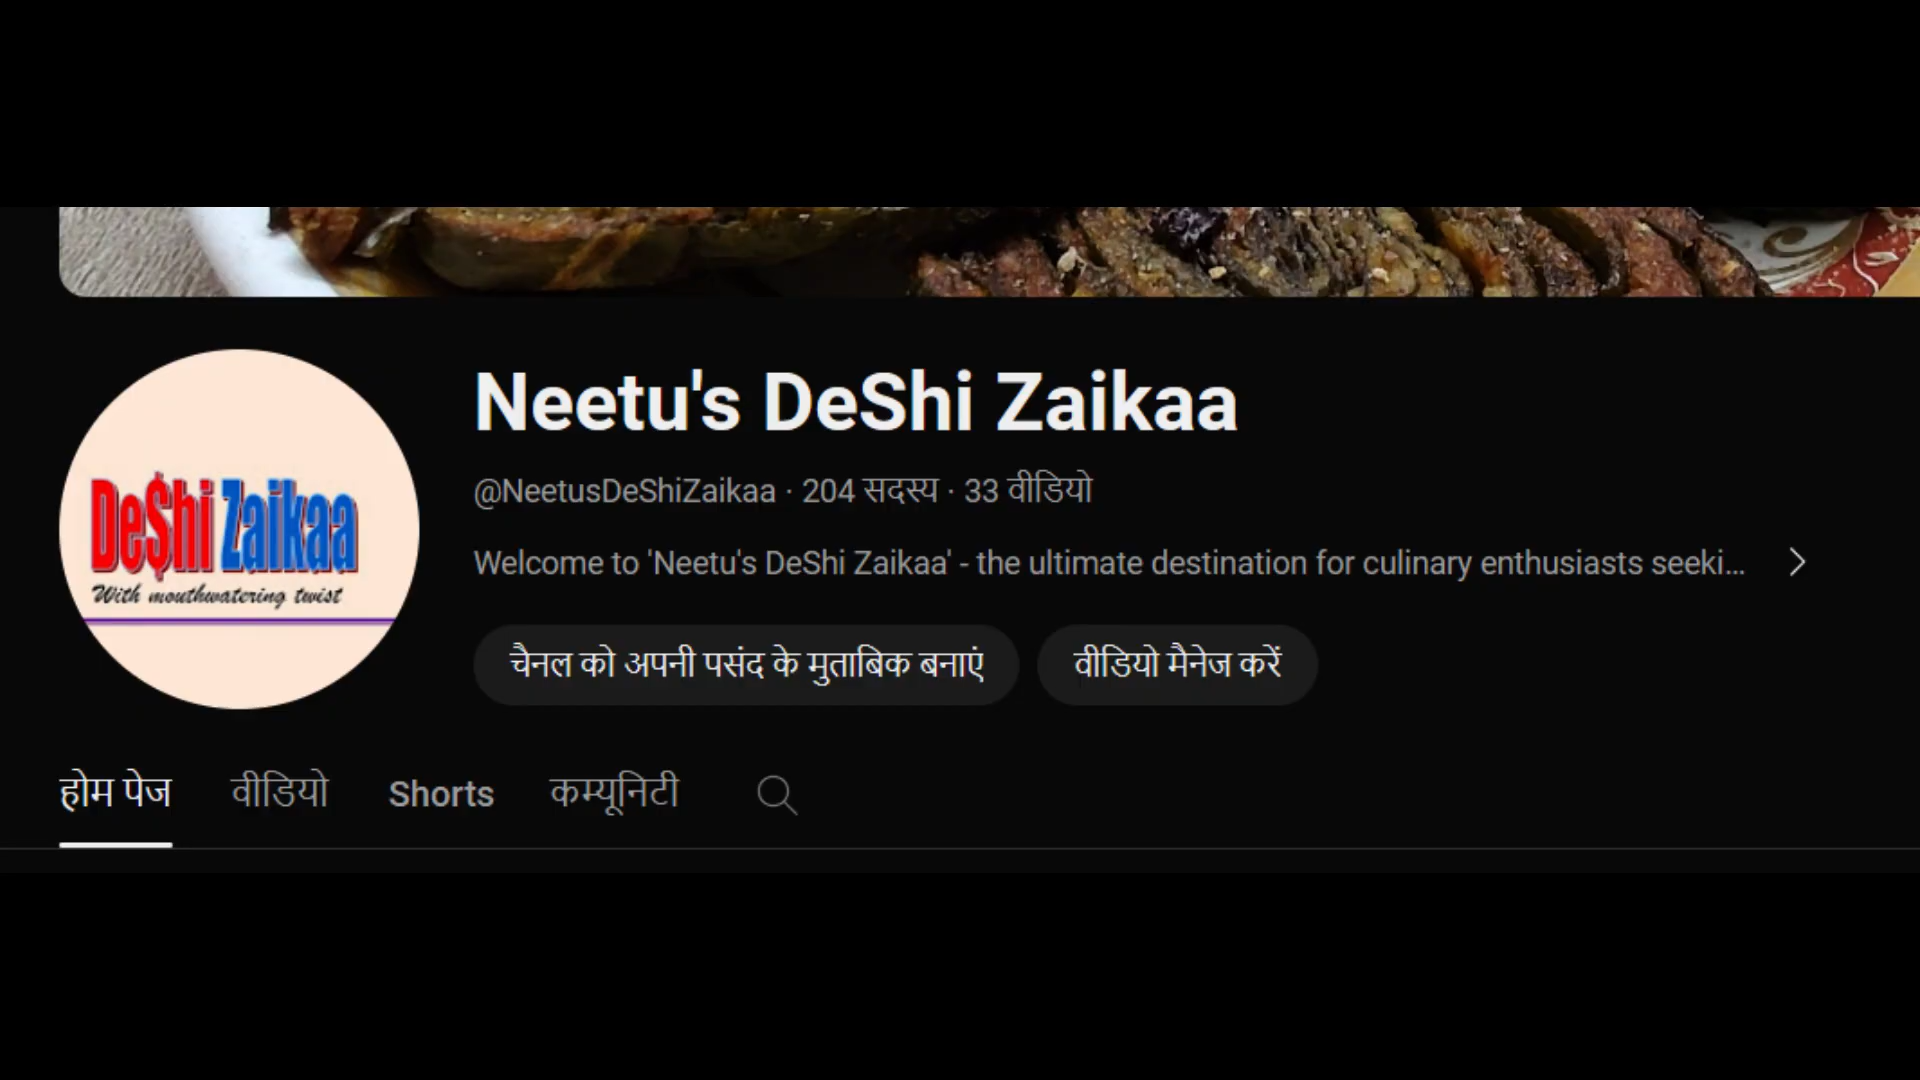 DeShi Zaikaa
With mouthwatering twist
Neetu's DeShi Zaikaa
@NeetusDeShiZaikaa · 204 सदस्य · 33 वीडियो
Welcome to 'Neetu's DeShi Zaikaa' - the ultimate destination for culinary enthusiasts seeki...
चैनल को अपनी पसंद के मुताबिक बनाएं
वीडियो मैनेज करें
होम पेज वीडियो Shorts कम्यूनिटी